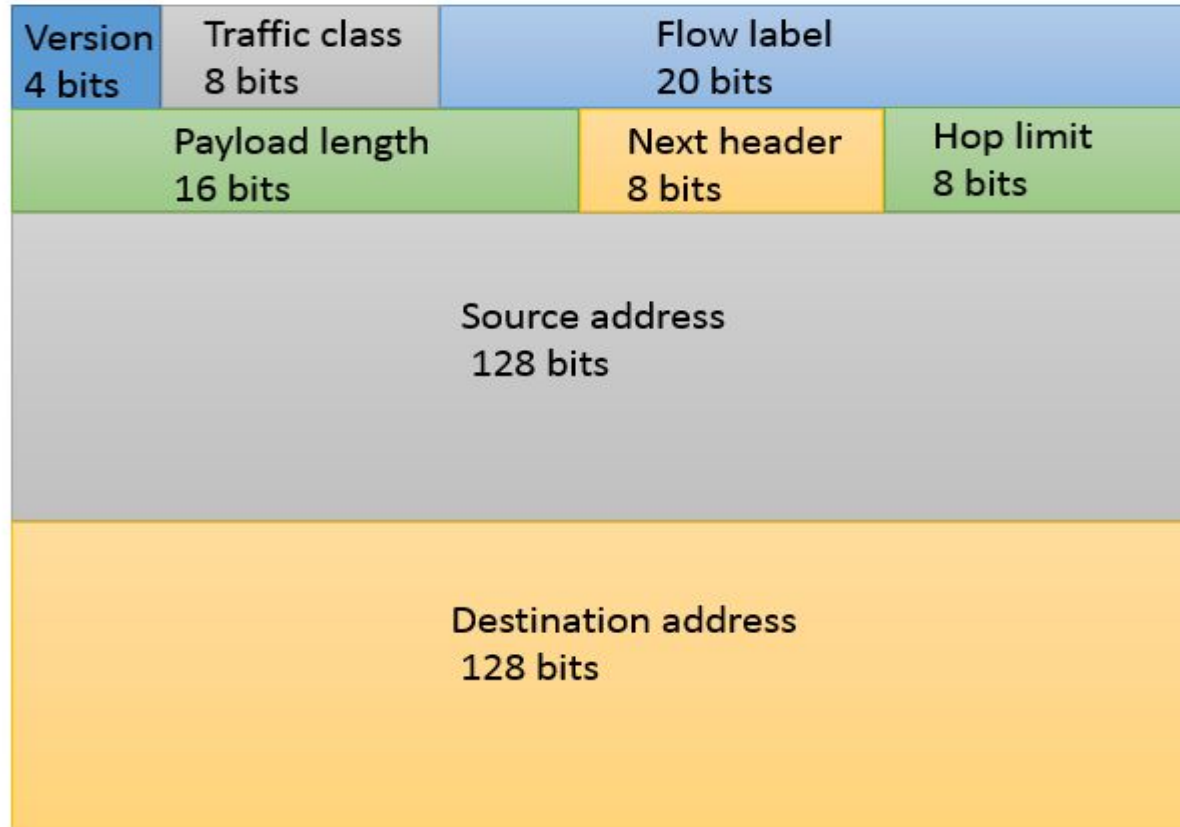 Version
4 bits
Traffic class
8 bits
Flow label
20 bits
Payload length
16 bits
Next header
8 bits
Hop limit
8 bits
Source address
128 bits
Destination address
128 bits